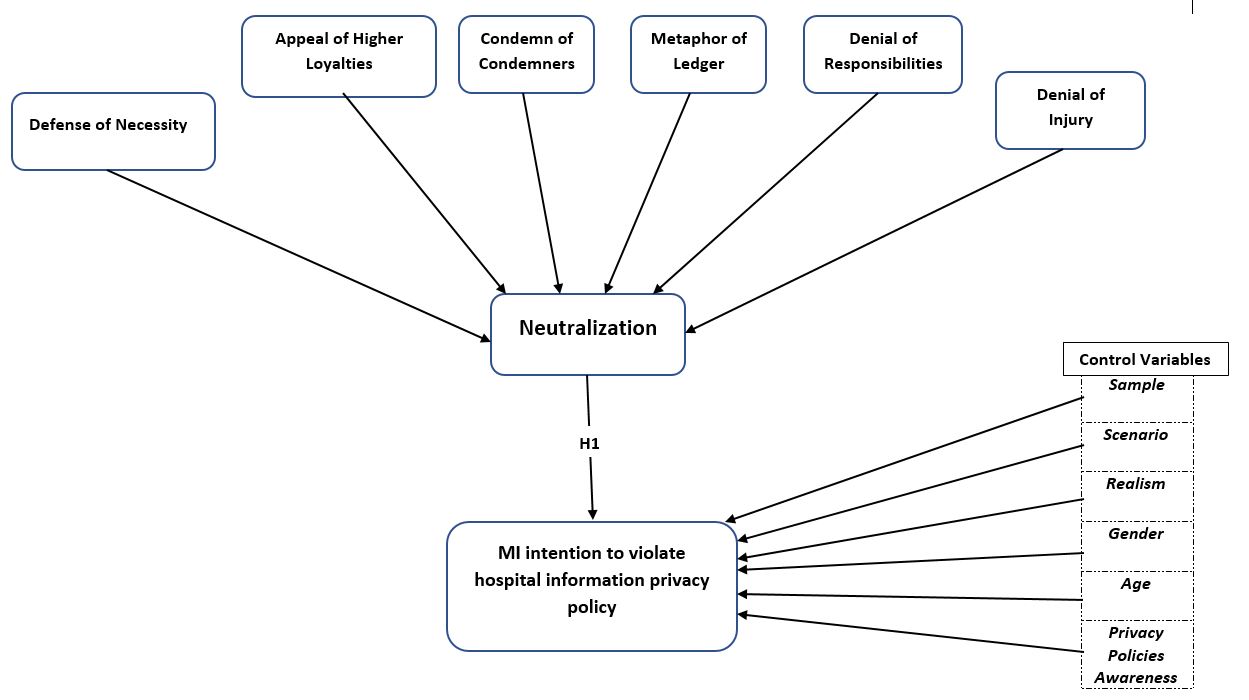 Appeal of Higher
Loyalties
Condemn of
Condemners
Metaphor of
Ledger
Denial of
Responsibilities
Defense of Necessity
Denial of
Injury
Neutralization
H1
MI intention to violate
hospital information privacy
policy
Control Variables
Sample
Scenario
Realism
Gender
Age
Privacy
Policies
Awareness